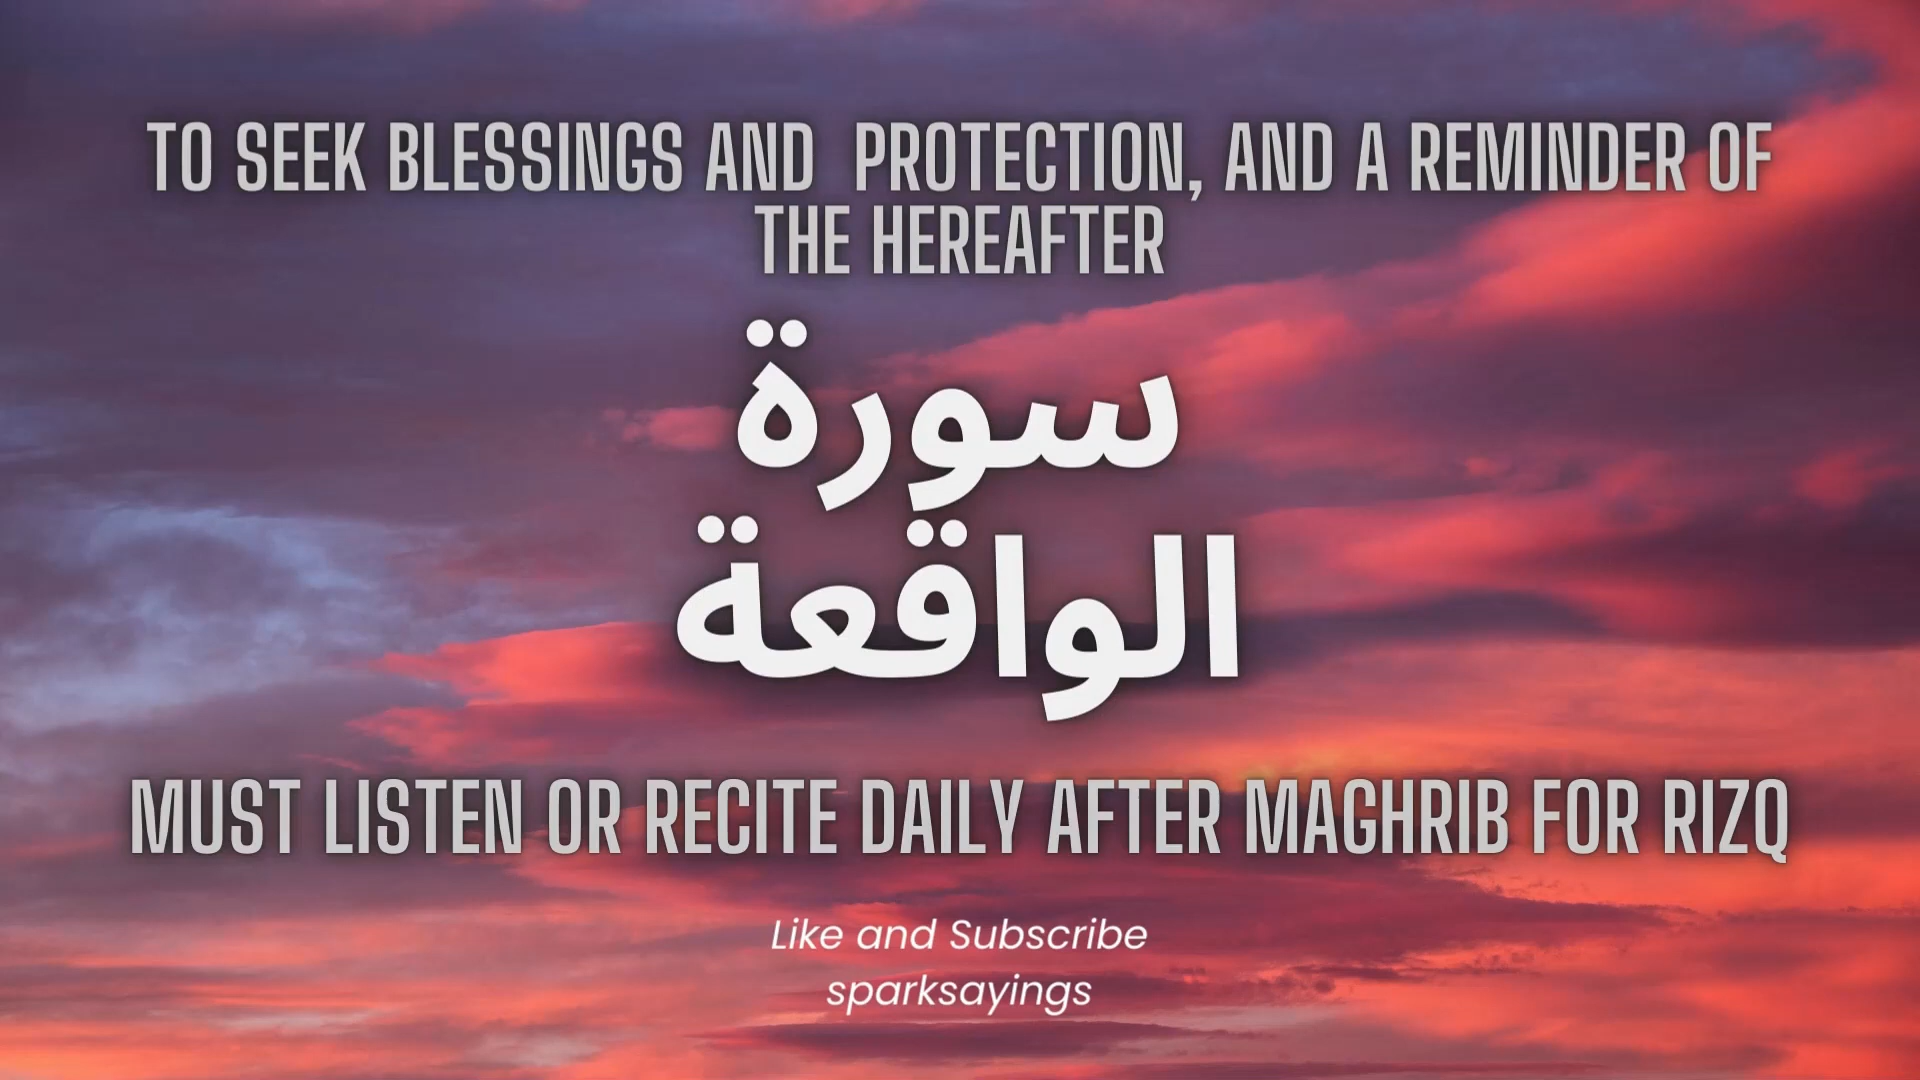 TO SEEK BLESSINGS AND PROTECTION, AND A REMINDER OF
THE HEREAFTER
سورة
الواقعة
MUST LISTEN OR RECITE DAILY AFTER MAGHRIB FOR RIZQ
Like and Subscribe
sparksayings